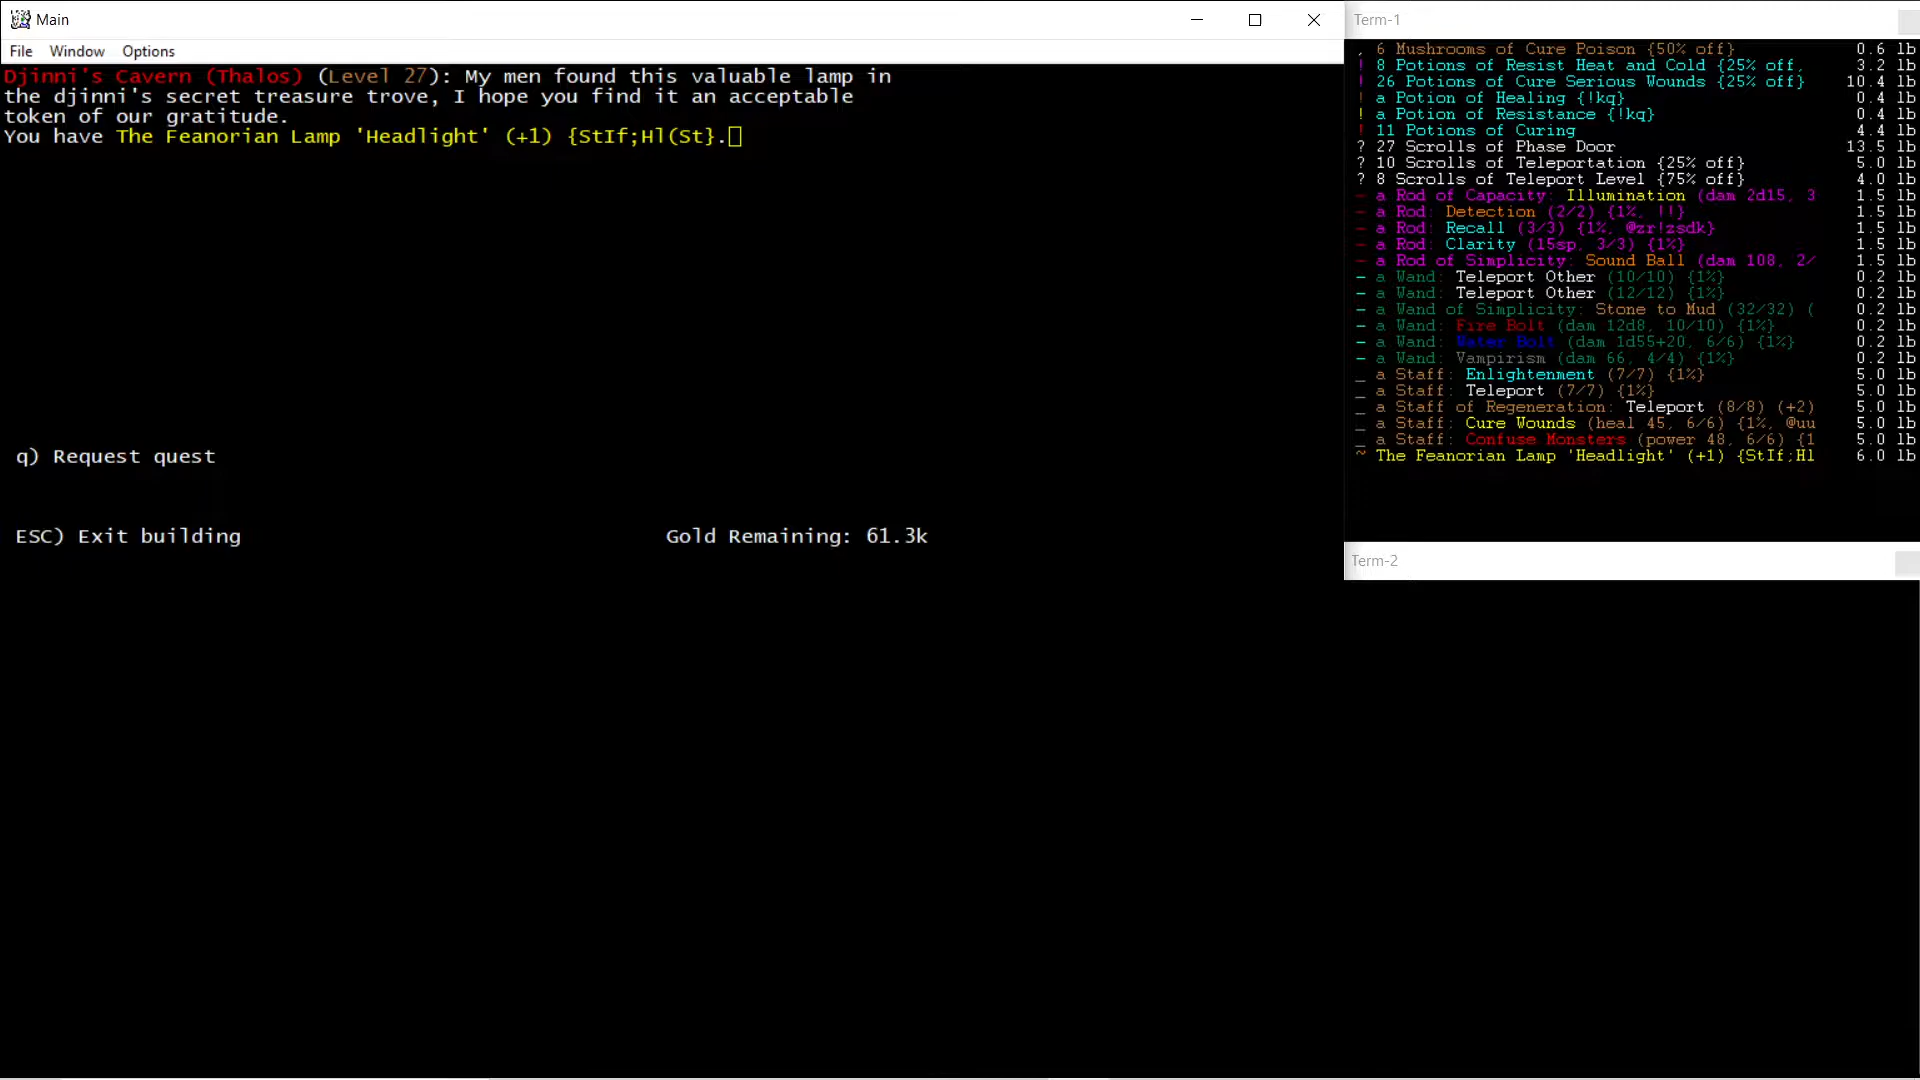 Main
File Window Options
Djinni's Cavern (Thalos) (Level 27): My men found this valuable lamp in
the djinni's secret treasure trove, I hope you find it an acceptable
token of our gratitude.
You have The Feanorian Lamp 'Headlight' (+1) {StIf;Hl(St}.
q) Request quest
ESC) Exit building Gold Remaining: 61.3k
Term-1
, 6 Mushrooms of Cure Poison {50% off} 0.6 lb
! 8 Potions of Resist Heat and Cold {25% off, 3.2 lb
! 26 Potions of Cure Serious Wounds {25% off} 10.4 lb
! a Potion of Healing {!kq} 0.4 lb
! a Potion of Resistance {!kq} 0.4 lb
! 11 Potions of Curing 4.4 lb
? 27 Scrolls of Phase Door 13.5 lb
? 10 Scrolls of Teleportation {25% off} 5.0 lb
? 8 Scrolls of Teleport Level {75% off} 4.0 lb
- a Rod of Capacity: Illumination (dam 2d15, 3 1.5 lb
- a Rod: Detection (2/2) {1%, !!} 1.5 lb
- a Rod: Recall (3/3) {1%, @zr!zsdk} 1.5 lb
- a Rod: Clarity (15sp, 3/3) {1%} 1.5 lb
- a Rod of Simplicity: Sound Ball (dam 108, 2/ 1.5 lb
- a Wand: Teleport Other (10/10) {1%} 0.2 lb
- a Wand: Teleport Other (12/12) {1%} 0.2 lb
- a Wand of Simplicity: Stone to Mud (32/32) ( 0.2 lb
- a Wand: Fire Bolt (dam 12d8, 10/10) {1%} 0.2 lb
- a Wand: Water Bolt (dam 1d55+20, 6/6) {1%} 0.2 lb
- a Wand: Vampirism (dam 66, 4/4) {1%} 0.2 lb
_ a Staff: Enlightenment (7/7) {1%} 5.0 lb
_ a Staff: Teleport (7/7) {1%} 5.0 lb
_ a Staff of Regeneration: Teleport (8/8) (+2) 5.0 lb
_ a Staff: Cure Wounds (heal 45, 6/6) {1%, @uu 5.0 lb
_ a Staff: Confuse Monsters (power 48, 6/6) {1 5.0 lb
~ The Feanorian Lamp 'Headlight' (+1) {StIf;Hl 6.0 lb
Term-2